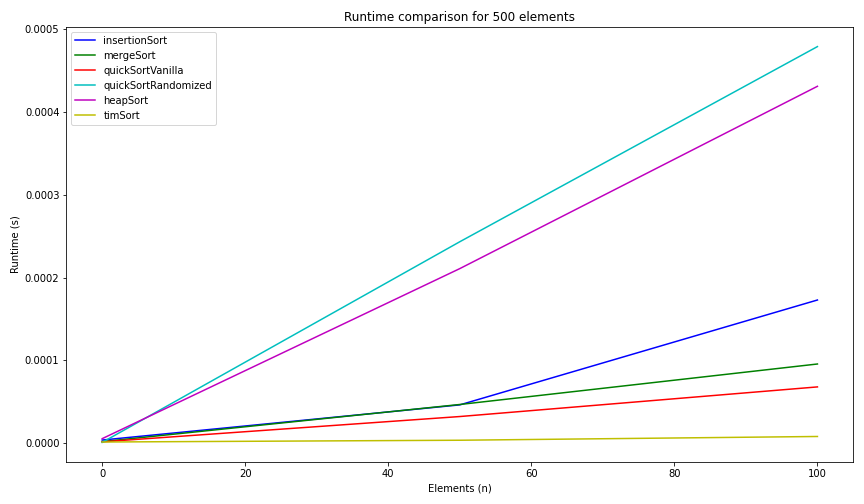 Runtime comparison for 500 elements
insertionSort
mergeSort
quickSortVanilla
quickSortRandomized
heapSort
timSort
Runtime (s)
0.0005
0.0004
0.0003
0.0002
0.0001
0.0000
0 20 40 60 80 100
Elements (n)